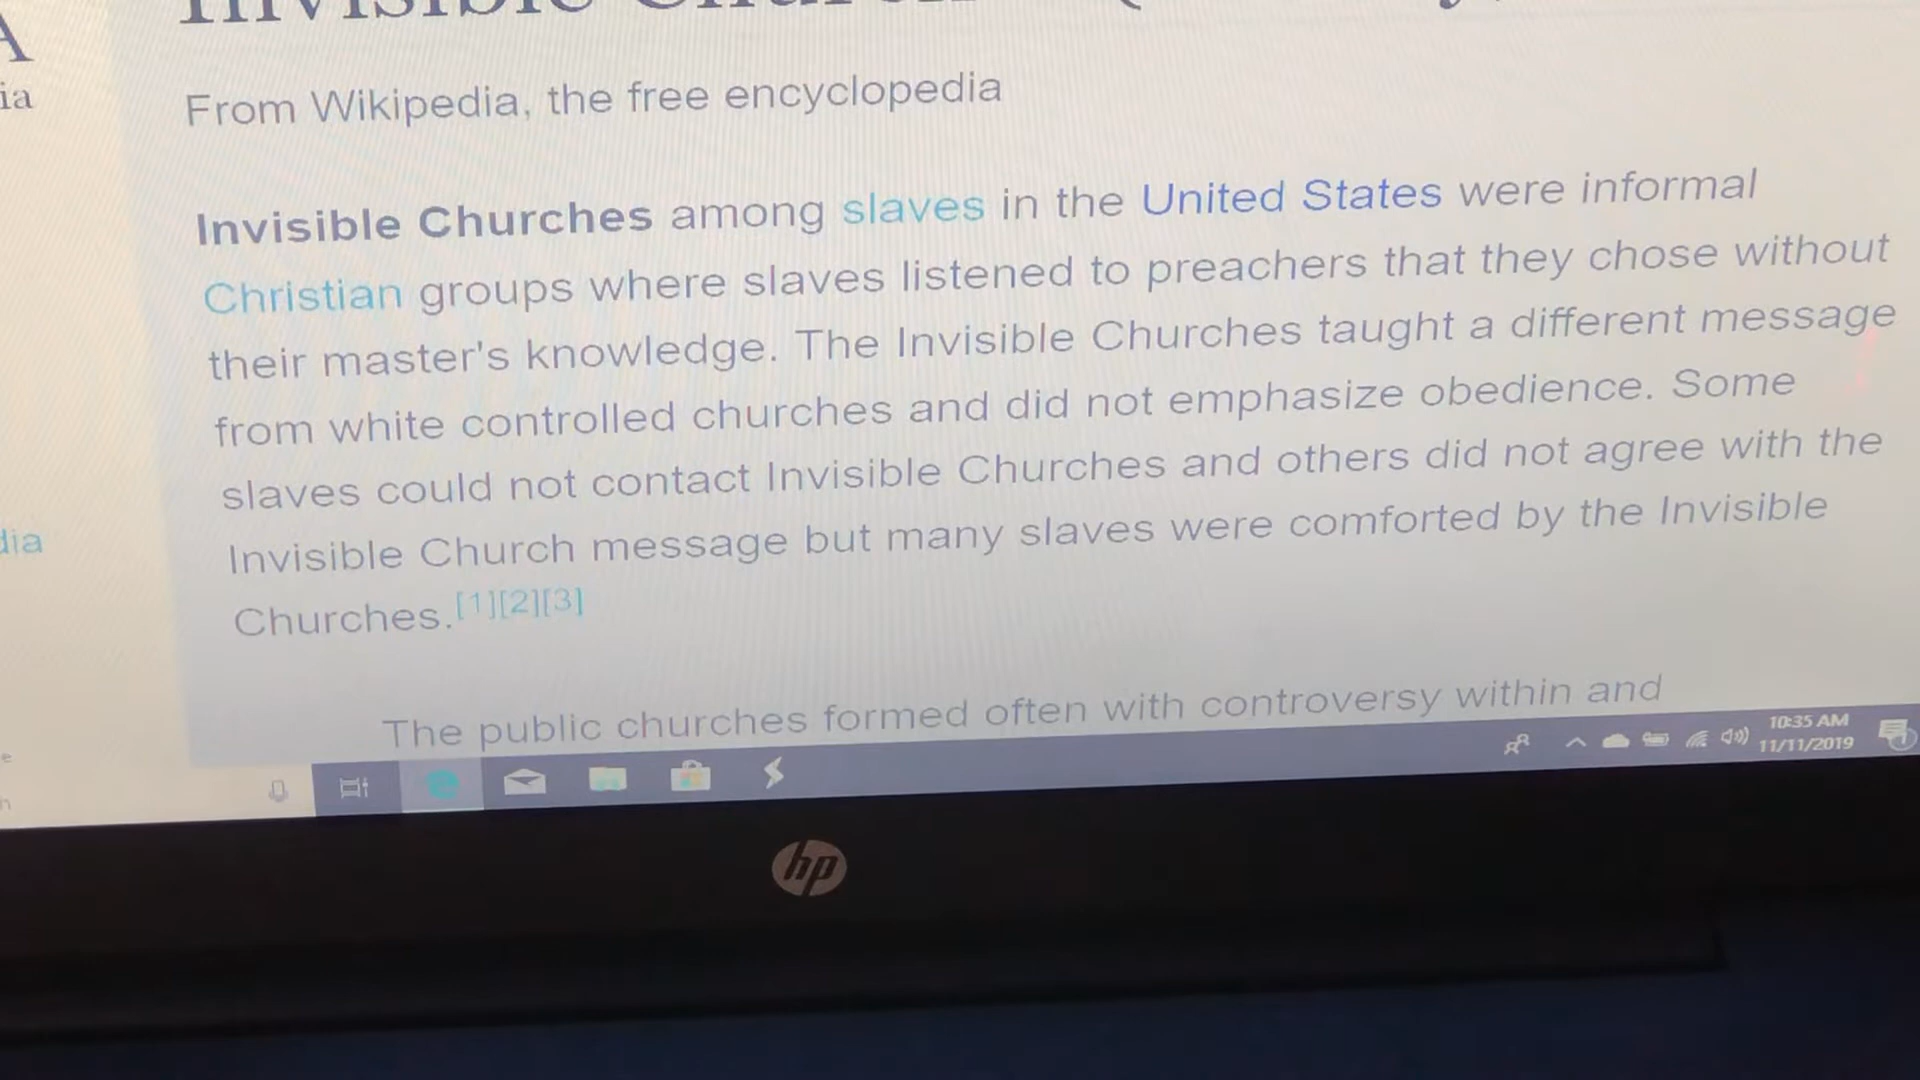 From Wikipedia, the free encyclopedia
Invisible Churches among slaves in the United States were informal
Christian groups where slaves listened to preachers that they chose without
their master's knowledge. The Invisible Churches taught a different message
from white controlled churches and did not emphasize obedience. Some
slaves could not contact Invisible Churches and others did not agree with the
Invisible Church message but many slaves were comforted by the Invisible
Churches.[1][2][3]
The public churches formed often with controversy within and
10:35 AM
11/11/2019
hp